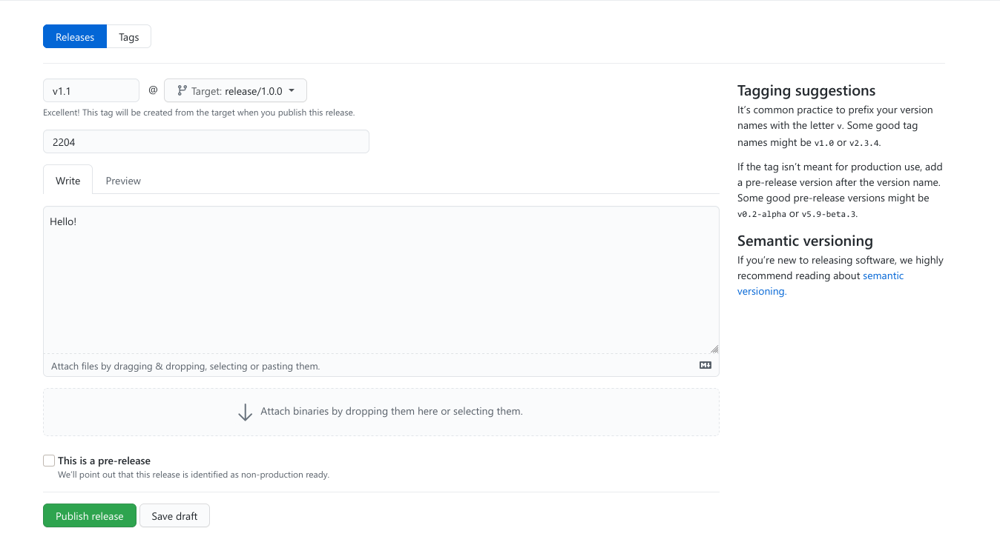 Releases Tags
v1.1 @ Target: release/1.0.0
Excellent! This tag will be created from the target when you publish this release.
2204
Write Preview
Hello!
Attach files by dragging & dropping, selecting or pasting them.
M
Attach binaries by dropping them here or selecting them.
This is a pre-release
We'll point out that this release is identified as non-production ready.
Publish release Save draft
Tagging suggestions
It's common practice to prefix your version
names with the letter v. Some good tag
names might be v1.0 or v2.3.4.
If the tag isn't meant for production use, add
a pre-release version after the version name.
Some good pre-release versions might be
v0.2-alpha or v5.9-beta.3.
Semantic versioning
If you're new to releasing software, we highly
recommend reading about semantic
versioning.